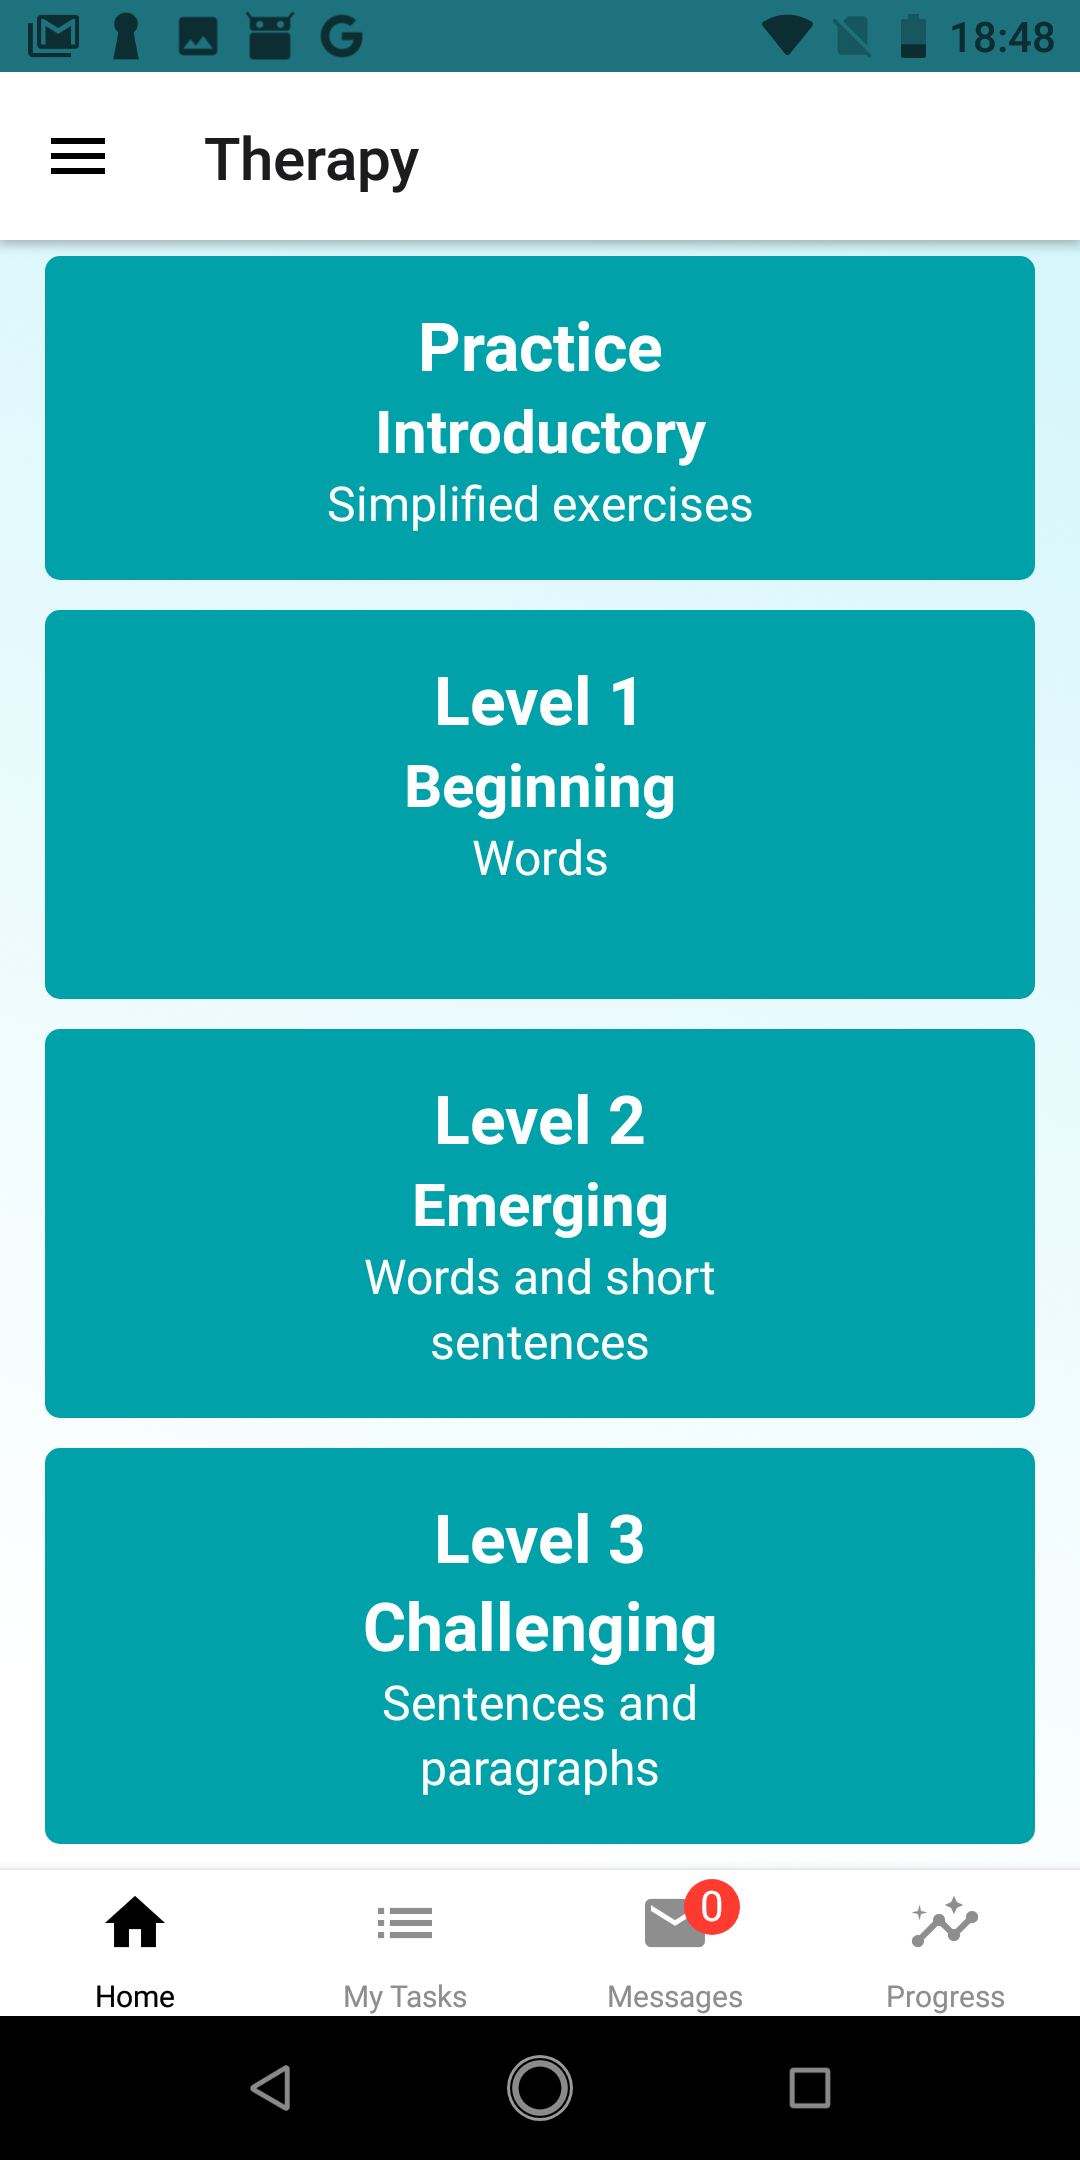 18:48
Therapy
Practice
Introductory
Simplified exercises
Level 1
Beginning
Words
Level 2
Emerging
Words and short
sentences
Level 3
Challenging
Sentences and
paragraphs
0
Home
My Tasks
Messages
Progress